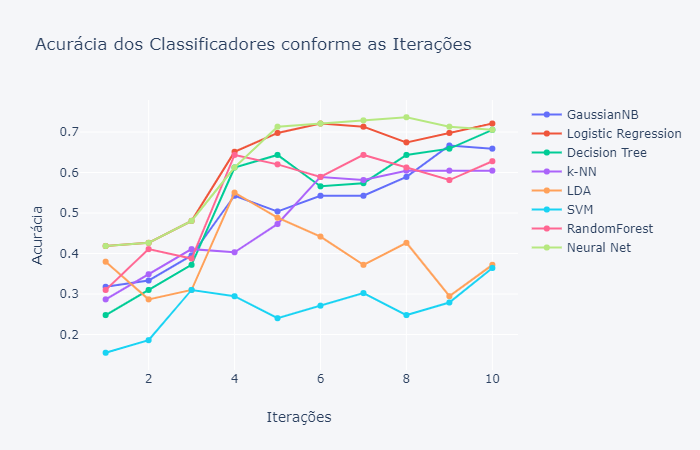 Acurácia dos Classificadores conforme as Iterações
Acurácia
0.7
0.6
0.5
0.4
0.3
0.2
2
4
6
8
10
Iterações
GaussianNB
Logistic Regression
Decision Tree
k-NN
LDA
SVM
RandomForest
Neural Net